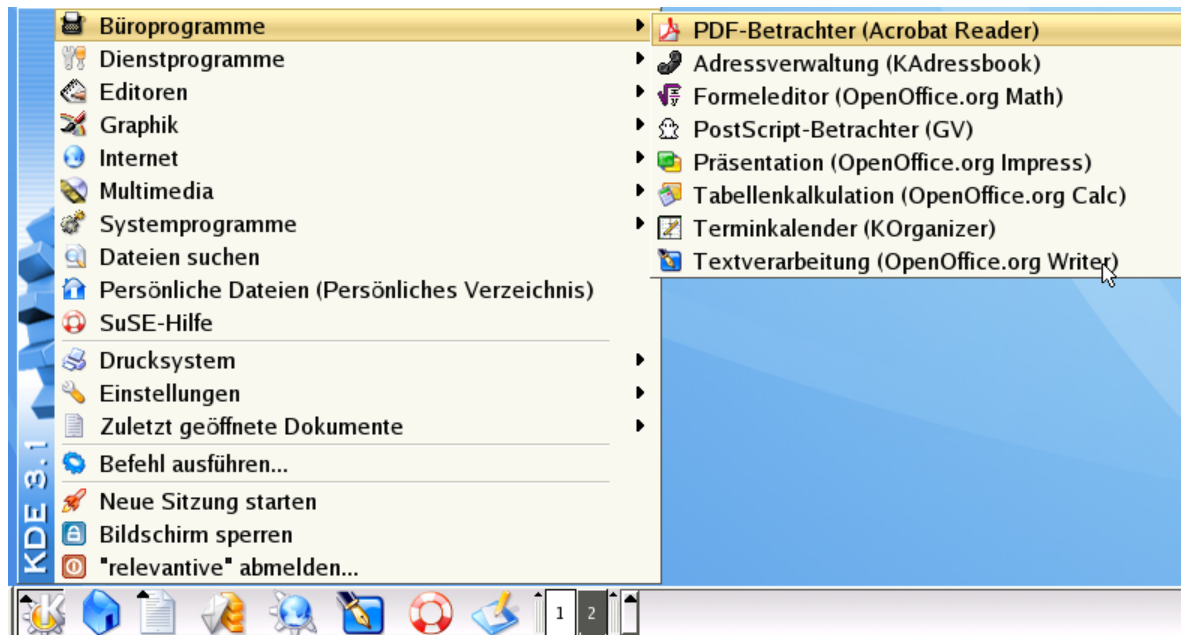 Büroprogramme
Dienstprogramme
Editoren
Graphik
Internet
Multimedia
Systemprogramme
Dateien suchen
Persönliche Dateien (Persönliches Verzeichnis)
SuSE-Hilfe
Drucksystem
Einstellungen
Zuletzt geöffnete Dokumente
Befehl ausführen...
Neue Sitzung starten
Bildschirm sperren
"relevantive" abmelden...
KDE 3.1
PDF-Betrachter (Acrobat Reader)
Adressverwaltung (KAdressbook)
Formeleditor (OpenOffice.org Math)
PostScript-Betrachter (GV)
Präsentation (OpenOffice.org Impress)
Tabellenkalkulation (OpenOffice.org Calc)
Terminkalender (KOrganizer)
Textverarbeitung (OpenOffice.org Writer)
1 2